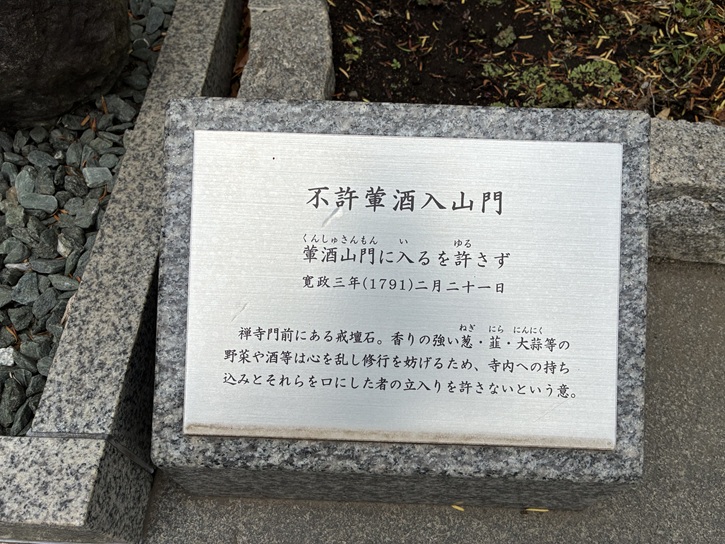 不許葷酒入山門
くんしゅさんもん い ゆる
葷酒山門に入るを許さず
寛政三年(1791)二月二十一日
ねぎ にら にんにく
禅寺門前にある戒壇石。香りの強い葱・韮・大蒜等の
野菜や酒等は心を乱し修行を妨げるため、寺内への持ち
込みとそれらを口にした者の立入りを許さないという意。